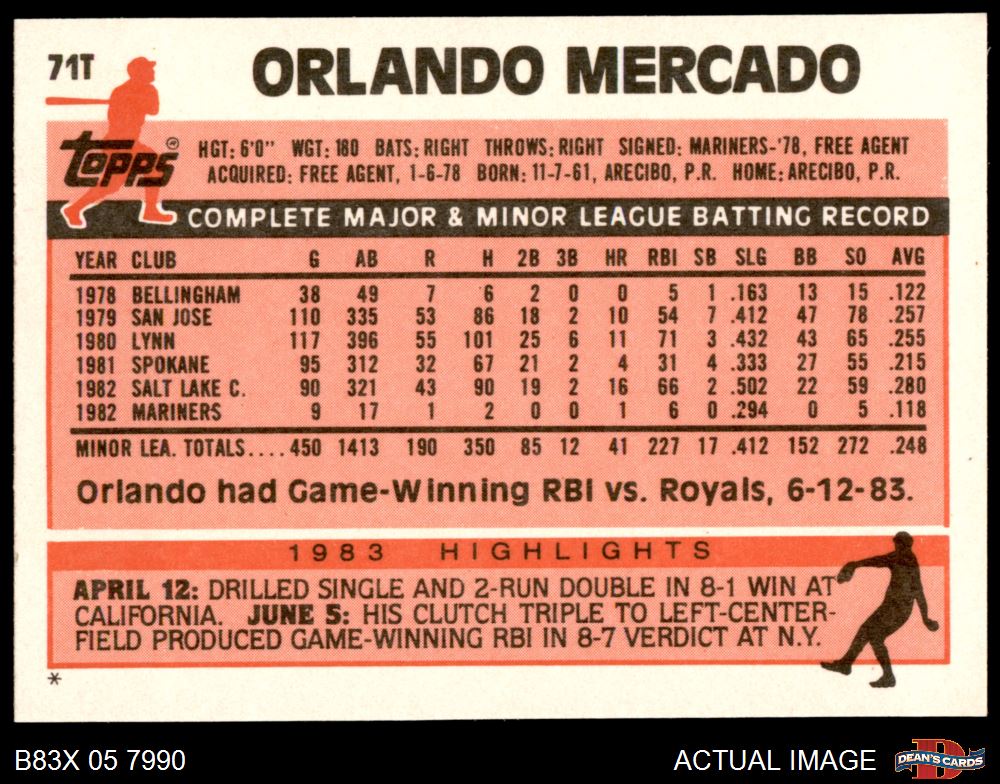 71T
ORLANDO MERCADO
TOPPS ®
HGT: 6'0" WGT: 180 BATS: RIGHT THROWS: RIGHT SIGNED: MARINERS-'78, FREE AGENT
ACQUIRED: FREE AGENT, 1-6-78 BORN: 11-7-61, ARECIBO, P.R. HOME: ARECIBO, P.R.
COMPLETE MAJOR & MINOR LEAGUE BATTING RECORD
YEAR CLUB G AB R H 2B 3B HR RBI SB SLG BB SO AVG
1978 BELLINGHAM 38 49 7 6 2 0 0 5 1 .163 13 15 .122
1979 SAN JOSE 110 335 53 86 18 2 10 54 7 .412 47 78 .257
1980 LYNN 117 396 55 101 25 6 11 71 3 .432 43 65 .255
1981 SPOKANE 95 312 32 67 21 2 4 31 4 .333 27 55 .215
1982 SALT LAKE C. 90 321 43 90 19 2 16 66 2 .502 22 59 .280
1982 MARINERS 9 17 1 2 0 0 1 6 0 .294 0 5 .118
MINOR LEA. TOTALS....450 1413 190 350 85 12 41 227 17 .412 152 272 .248
Orlando had Game-Winning RBI vs. Royals, 6-12-83.
1983 HIGHLIGHTS
APRIL 12: DRILLED SINGLE AND 2-RUN DOUBLE IN 8-1 WIN AT
CALIFORNIA. JUNE 5: HIS CLUTCH TRIPLE TO LEFT-CENTER-
FIELD PRODUCED GAME-WINNING RBI IN 8-7 VERDICT AT N.Y.
*
B83X 05 7990
ACTUAL IMAGE
D
DEAN'S CARDS